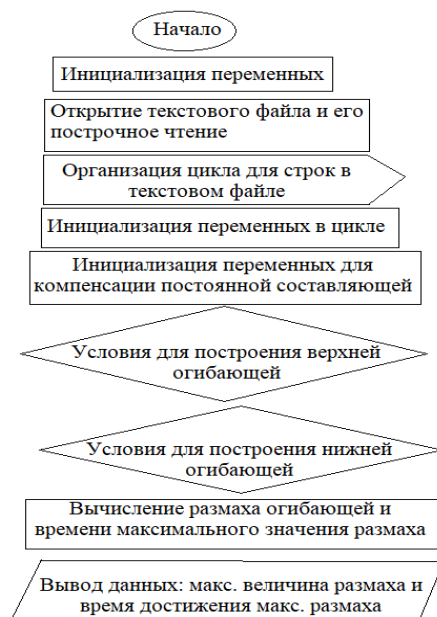 Начало
Инициализация переменных
Открытие текстового файла и его
построчное чтение
Организация цикла для строк в
текстовом файле
Инициализация переменных в цикле
Инициализация переменных для
компенсации постоянной составляющей
Условия для построения верхней
огибающей
Условия для построения нижней
огибающей
Вычисление размаха огибающей и
времени максимального значения размаха
Вывод данных: макс. величина размаха и
время достижения макс. размаха